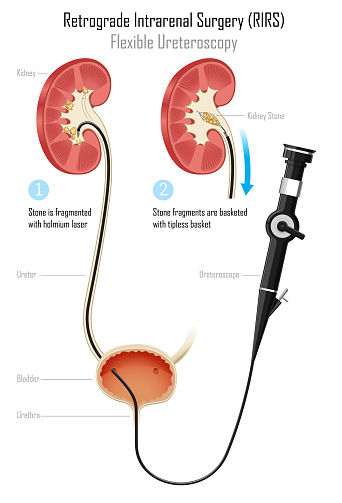 Retrograde Intrarenal Surgery (RIRS)
Flexible Ureteroscopy
Kidney
Kidney Stone
1
2
Stone is fragmented
with holmium laser
Stone fragments are basketed
with tipless basket
Ureter
Ureteroscope
Bladder
Urethra